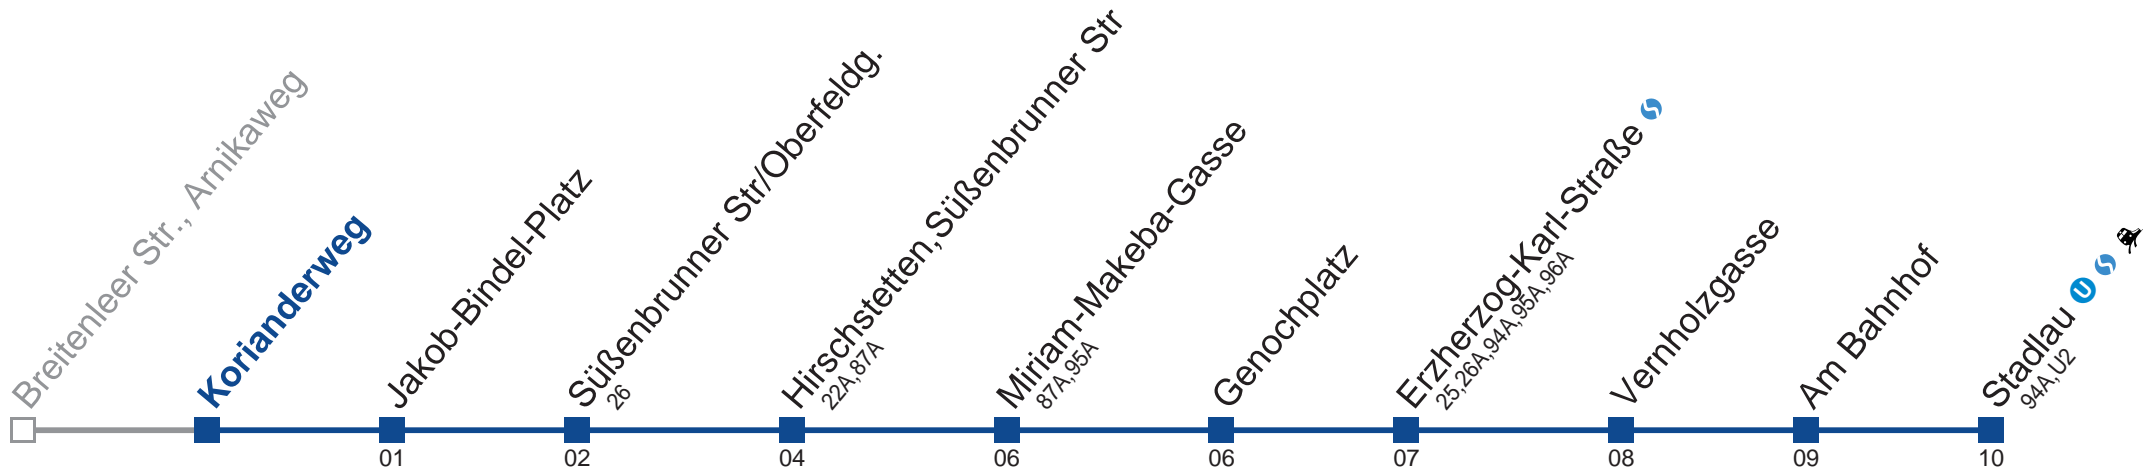 Breitenleer Str., Arnikaweg
Korianderweg
Jakob-Bindel-Platz
Süßenbrunner Str/Oberfeldg.
26
Hirschstetten,Süßenbrunner Str
22A,87A
Miriam-Makeba-Gasse
87A,95A
Genochplatz
Erzherzog-Karl-Straße S
25,26A,94A,95A,96A
Vernholzgasse
Am Bahnhof
Stadlau U S
94A,U2
01 02 04 06 06 07 08 09 10